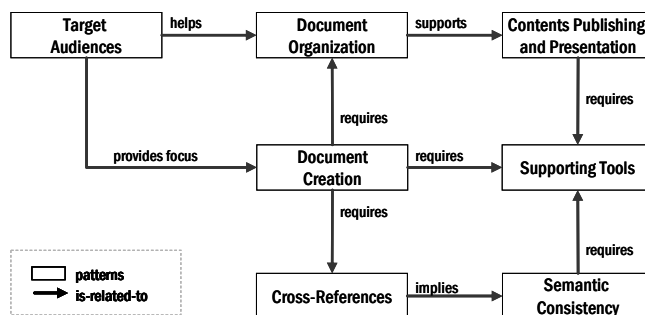 Target
Audiences
helps
Document
Organization
supports
Contents Publishing
and Presentation
requires
requires
provides focus
Document
Creation
requires
Supporting Tools
requires
requires
patterns
is-related-to
Cross-References
implies
Semantic
Consistency